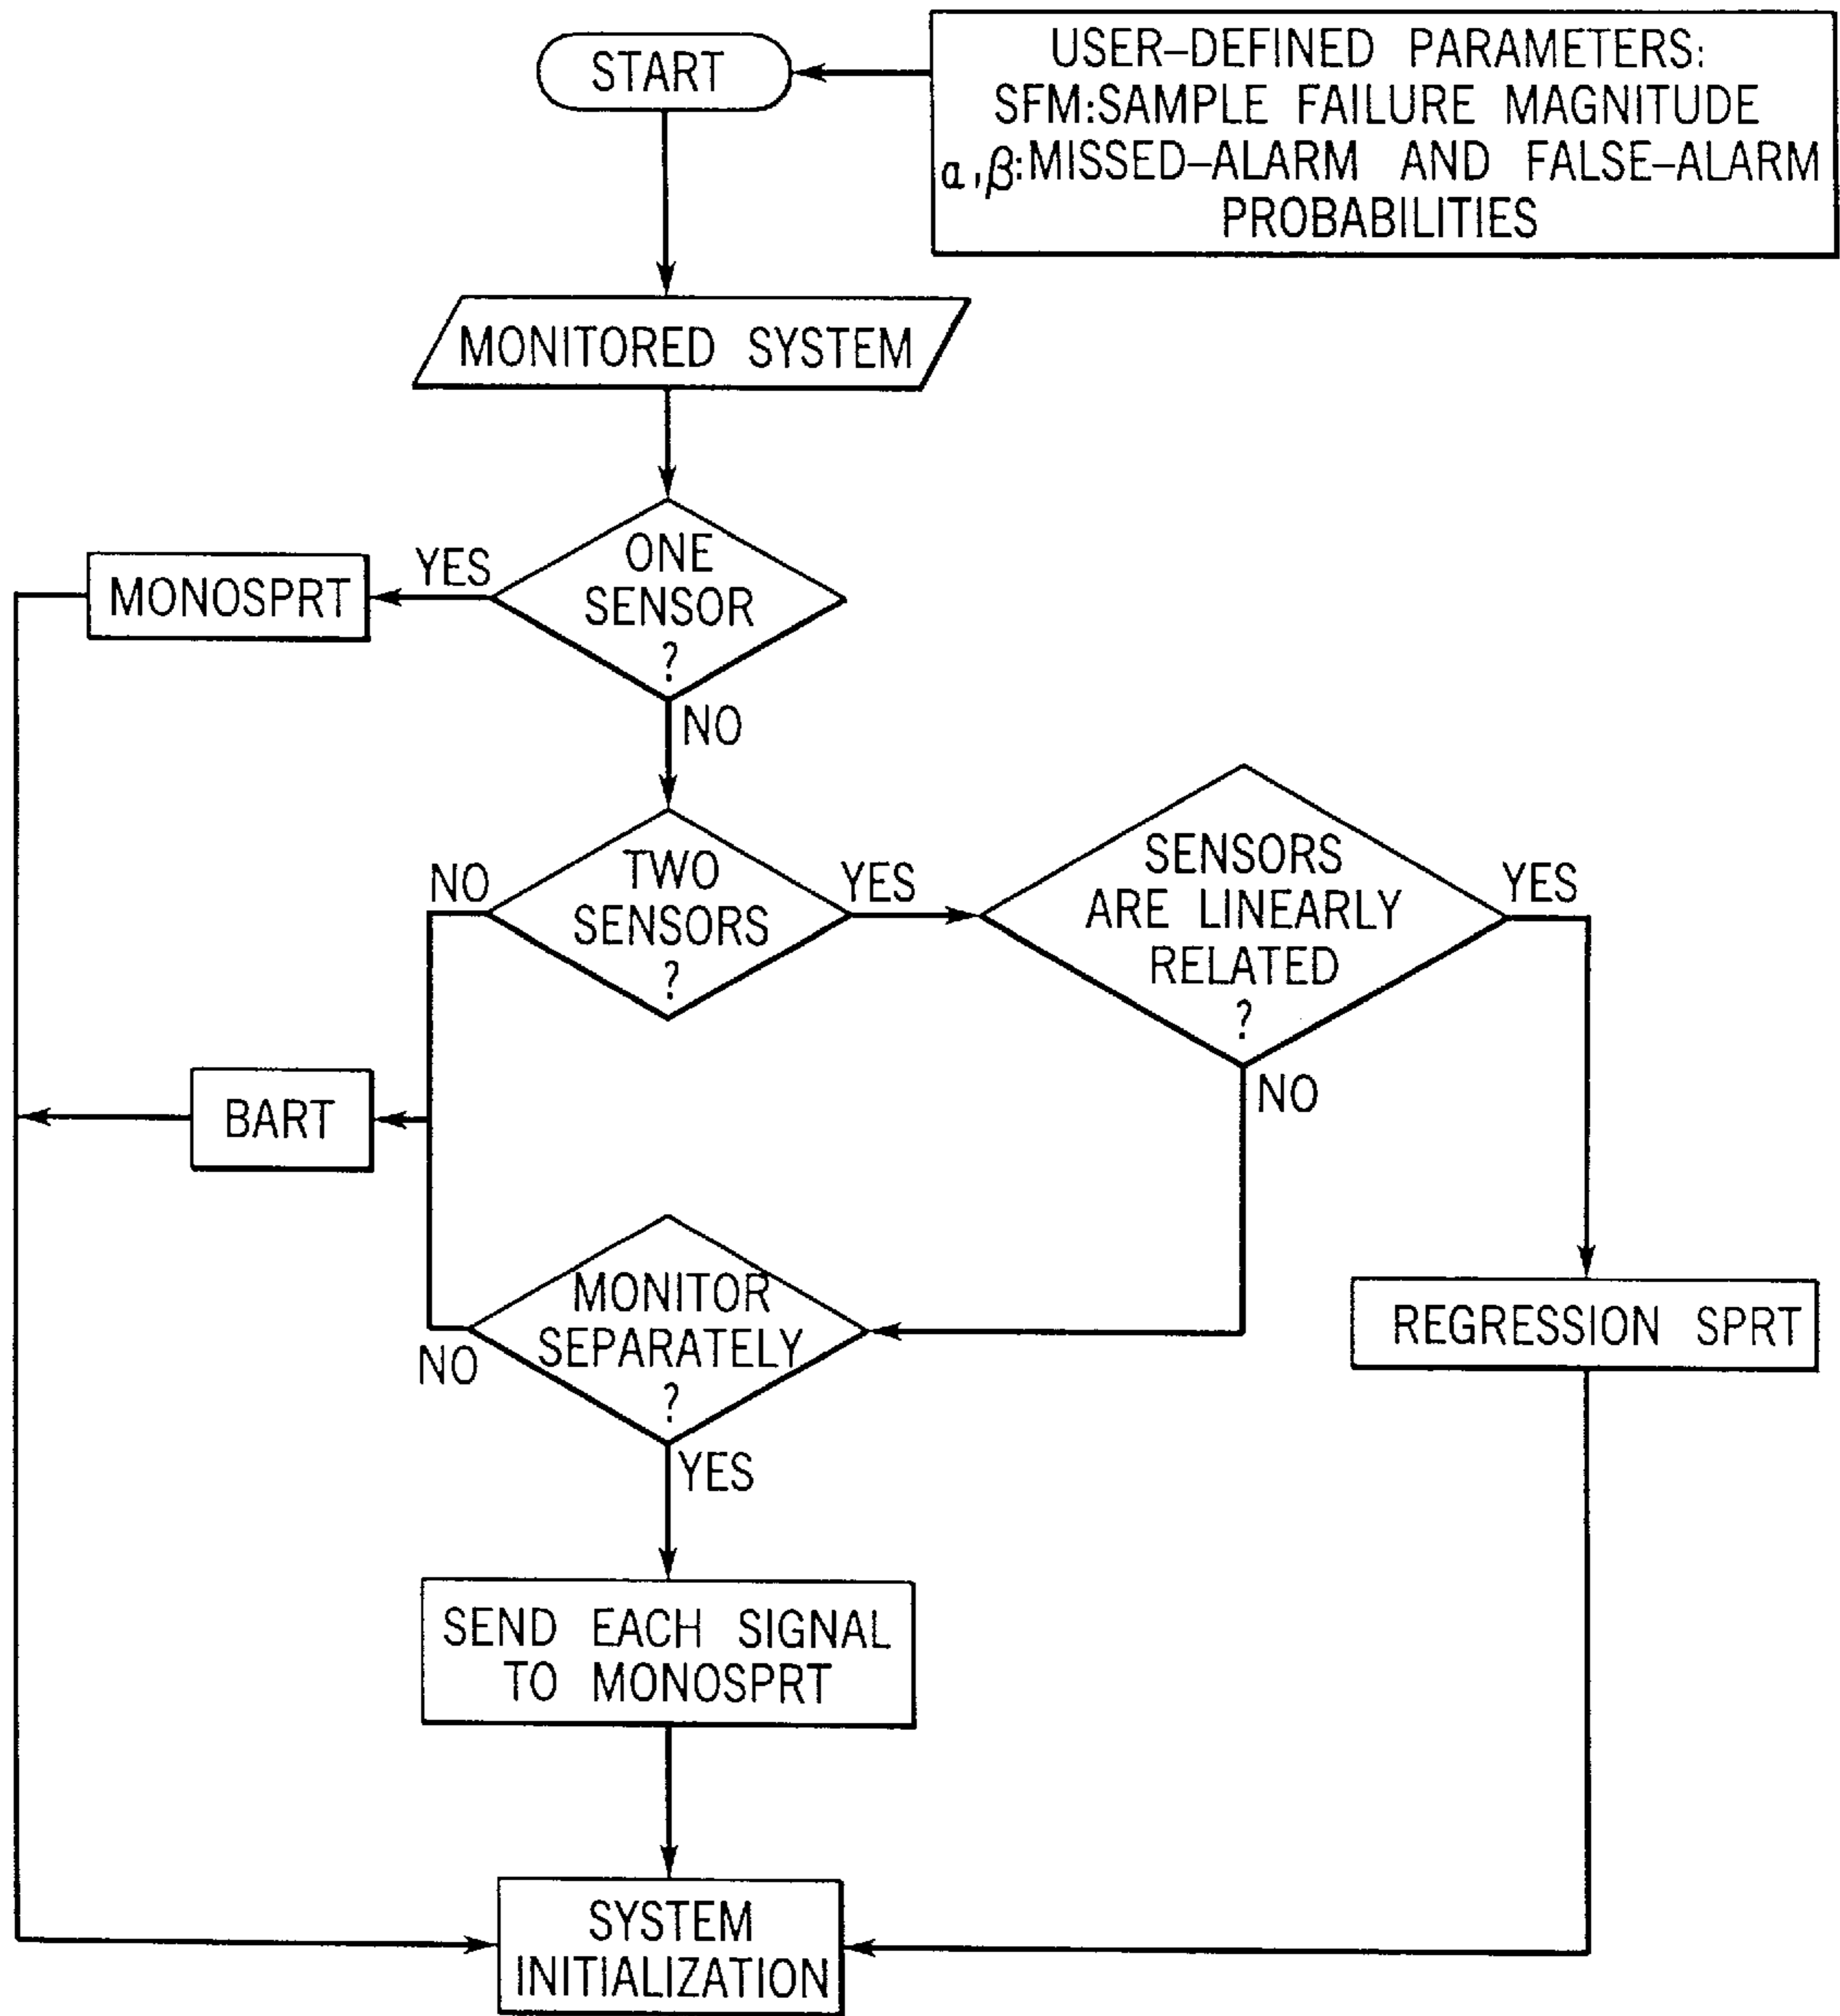 START
USER–DEFINED PARAMETERS:
SFM:SAMPLE FAILURE MAGNITUDE
α,β:MISSED–ALARM AND FALSE–ALARM
PROBABILITIES
MONITORED SYSTEM
ONE
SENSOR
?
YES
MONOSPRT
NO
TWO
SENSORS
?
NO
YES
SENSORS
ARE LINEARLY
RELATED
?
YES
NO
BART
MONITOR
SEPARATELY
?
NO
YES
REGRESSION SPRT
SEND EACH SIGNAL
TO MONOSPRT
SYSTEM
INITIALIZATION